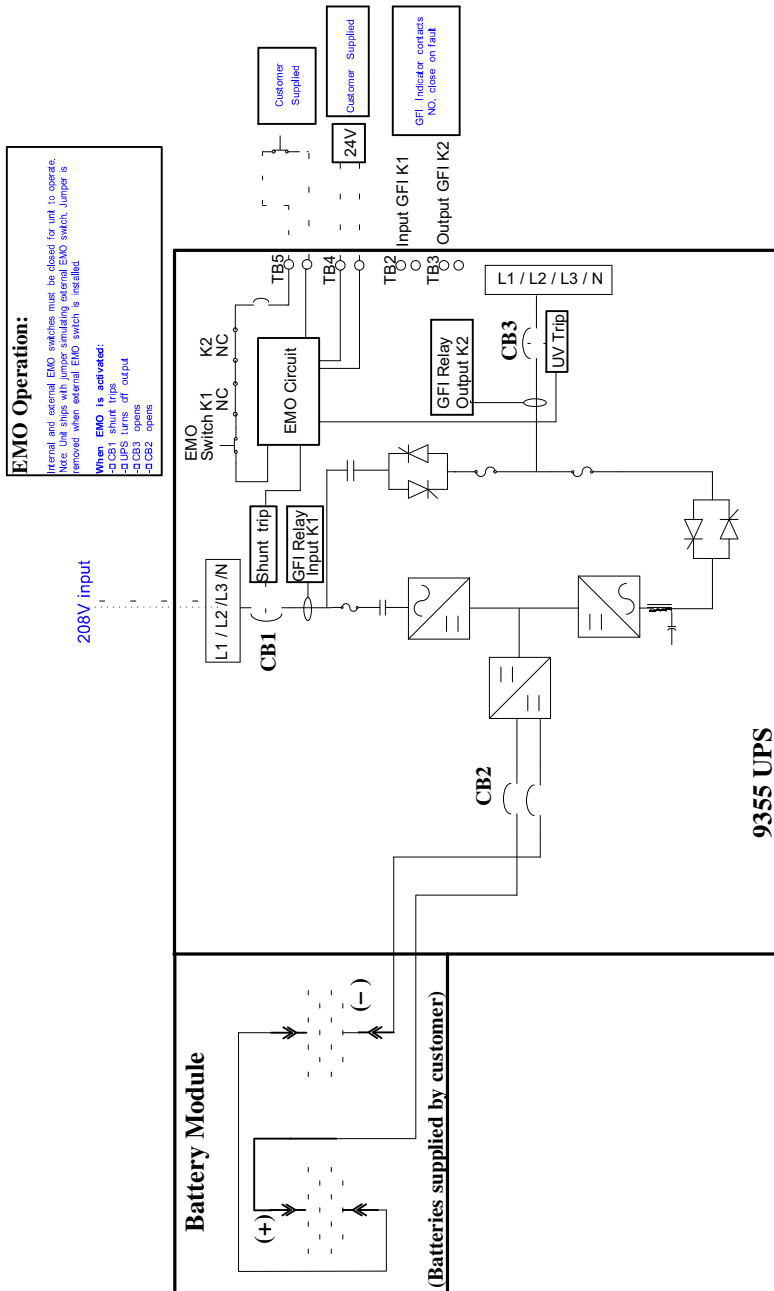 EMO Operation:
Internal and external EMO switches must be closed for unit to operate.
Note: Unit ships with jumper simulating external EMO switch. Jumper is
removed when external EMO switch is installed.
When EMO is activated:
-□ CB1 shunt trips
-□ UPS turns off output
-□ CB3 opens
-□ CB2 opens
208V input
Customer
Supplied
Customer Supplied
24V
GFI Indicator contacts
NO, close on fault
Input GFI K1
Output GFI K2
TB5
TB4
TB2
TB3
EMO
Switch K1
NC
K2
NC
EMO Circuit
L1 / L2 / L3 / N
Shunt trip
GFI Relay
Input K1
CB1
L1 / L2 / L3 / N
CB3
UV Trip
GFI Relay
Output K2
CB2
9355 UPS
Battery Module
(+)
(-)
(Batteries supplied by customer)